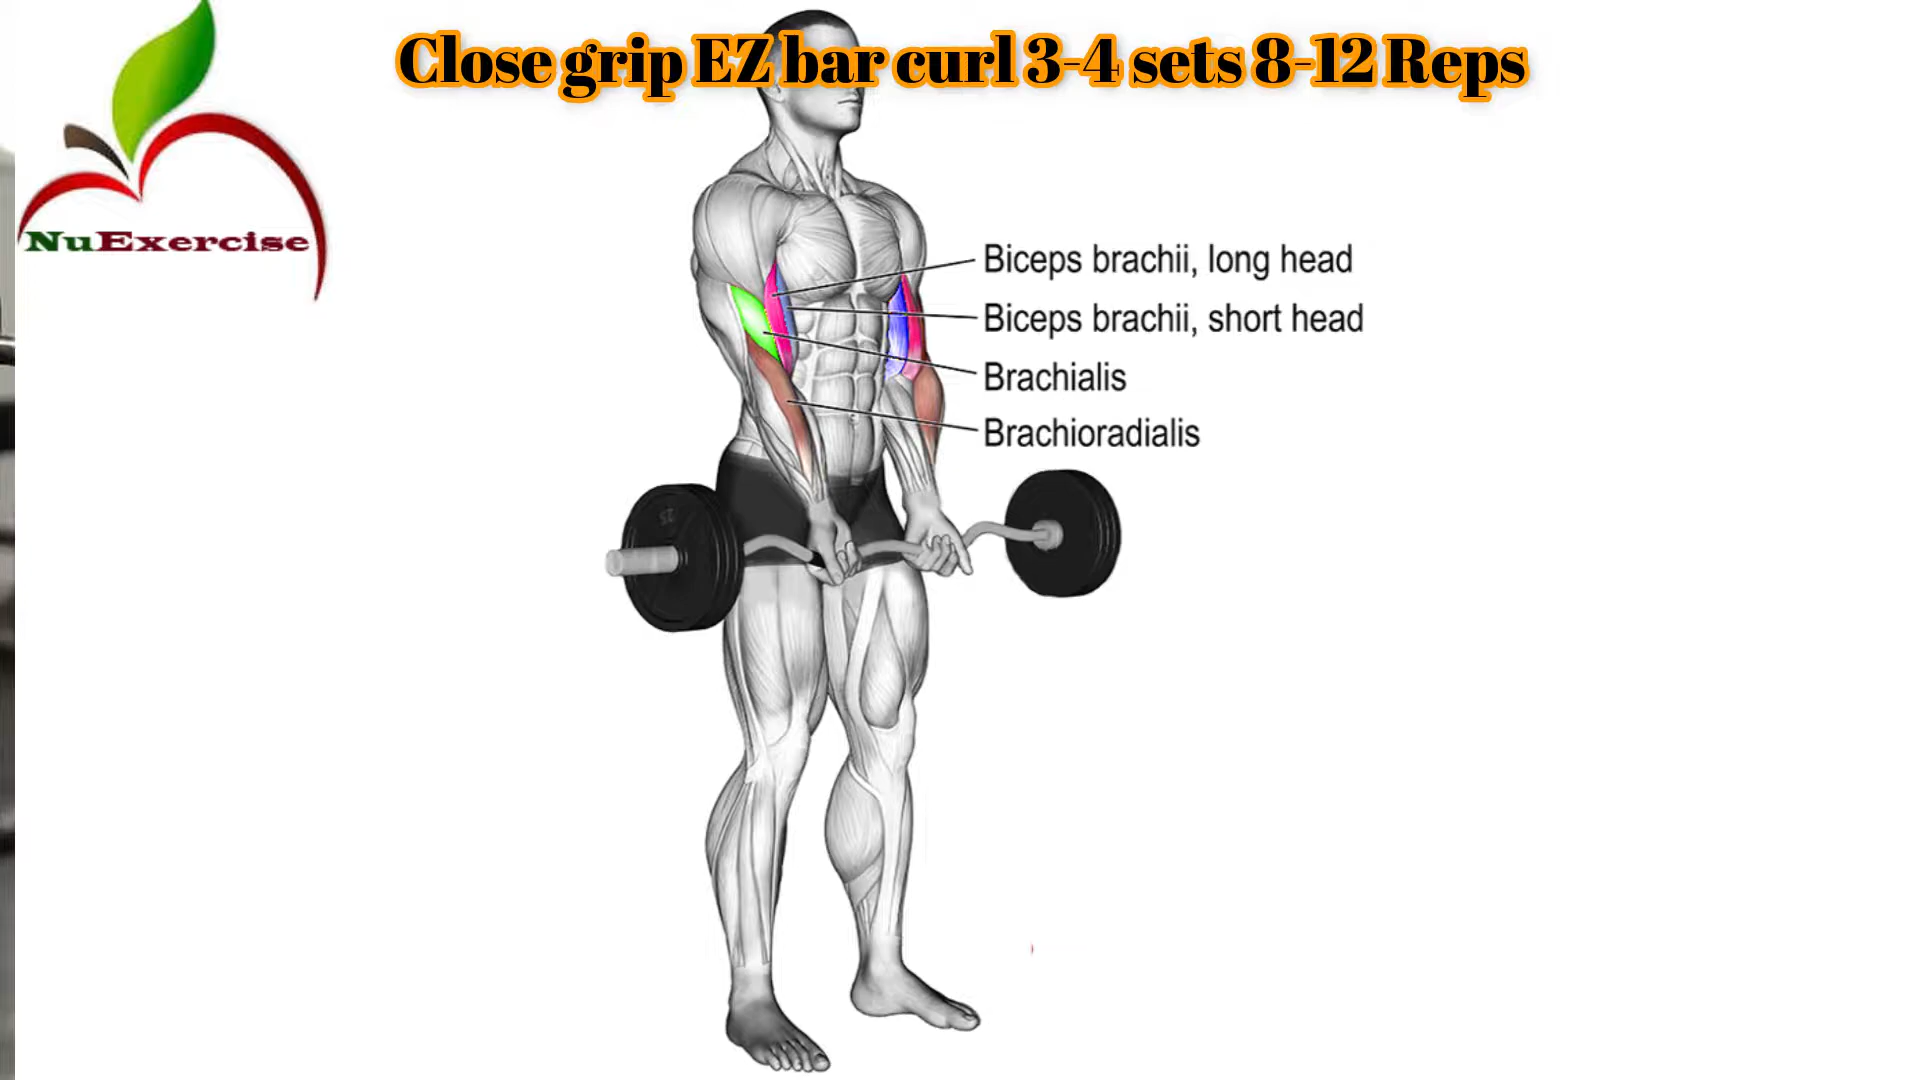 Close grip EZ bar curl 3-4 sets 8-12 Reps
NuExercise
Biceps brachii, long head
Biceps brachii, short head
Brachialis
Brachioradialis